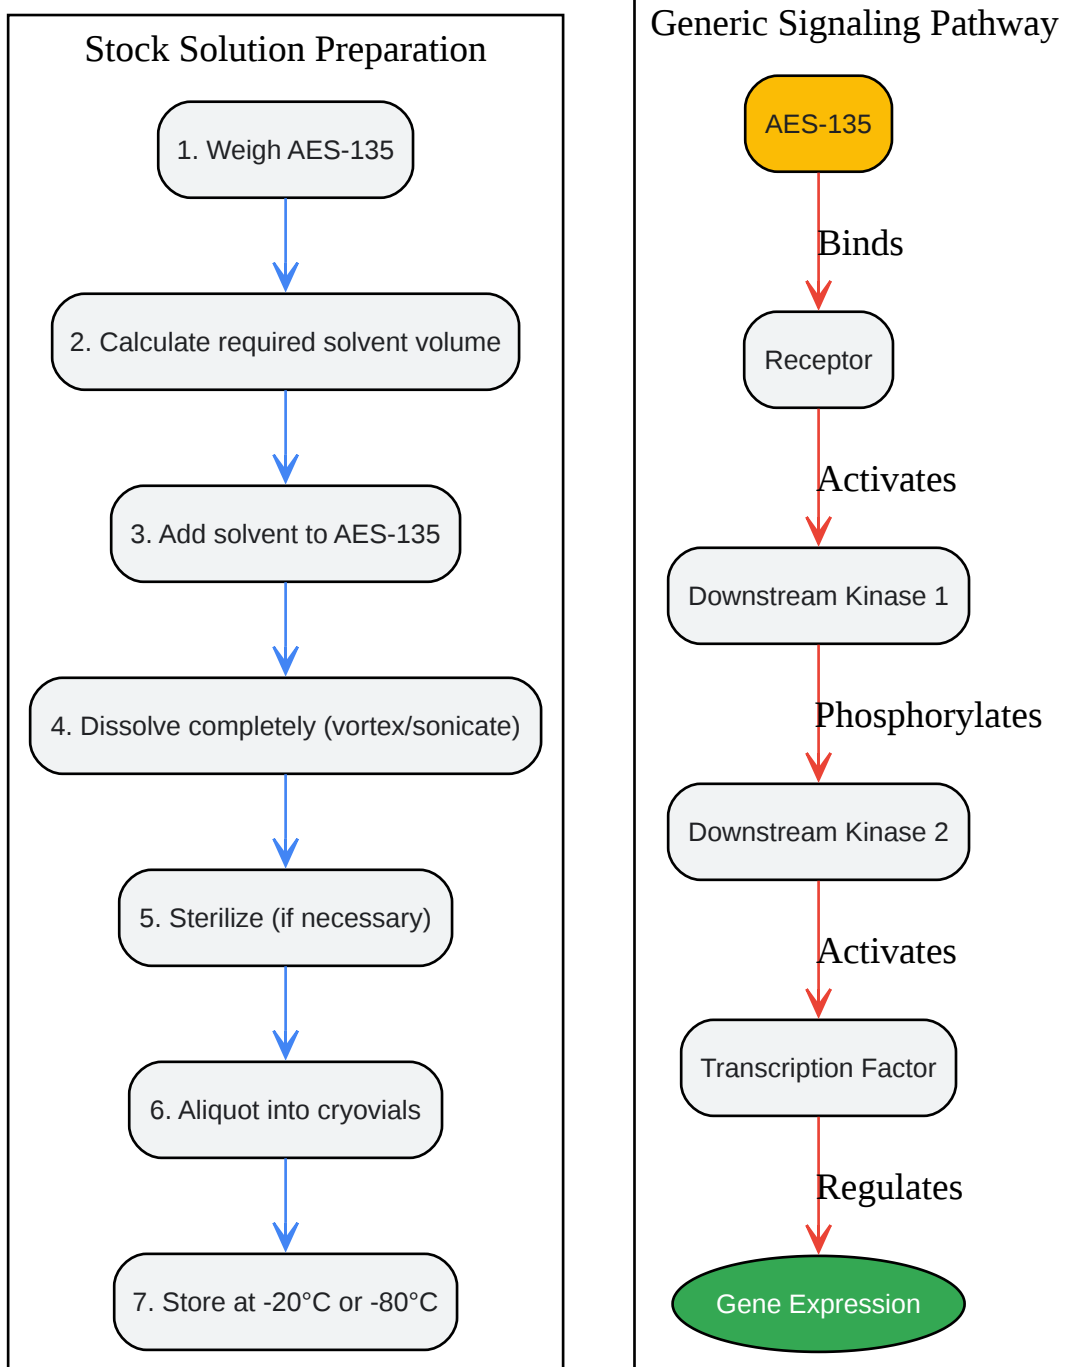 Stock Solution Preparation
1. Weigh AES-135
2. Calculate required solvent volume
3. Add solvent to AES-135
4. Dissolve completely (vortex/sonicate)
5. Sterilize (if necessary)
6. Aliquot into cryovials
7. Store at -20°C or -80°C
Generic Signaling Pathway
AES-135
Binds
Receptor
Activates
Downstream Kinase 1
Phosphorylates
Downstream Kinase 2
Activates
Transcription Factor
Regulates
Gene Expression